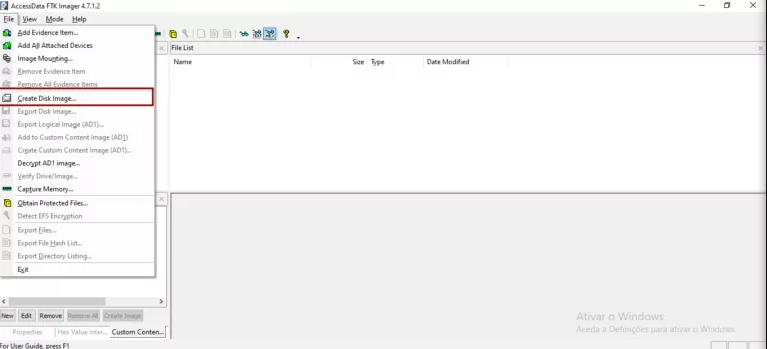 AccessData FTK Imager 4.7.1.2
File View Mode Help
Add Evidence Item...
Add All Attached Devices
Image Mounting...
Remove Evidence Item
Remove All Evidence Items
Create Disk Image...
Export Disk Image...
Export Logical Image (AD1)...
Add to Custom Content Image (AD1)
Create Custom Content Image (AD1)...
Decrypt AD1 image...
Verify Drive/Image...
Capture Memory...
Obtain Protected Files...
Detect EFS Encryption
Export Files...
Export File Hash List...
Export Directory Listing...
Exit
File List
Name Size Type Date Modified
New Edit Remove Remove All Create Image
Properties Hex Value Inter... Custom Conten...
Ativar o Windows
Aceda a Definições para ativar o Windows.
For User Guide, press F1